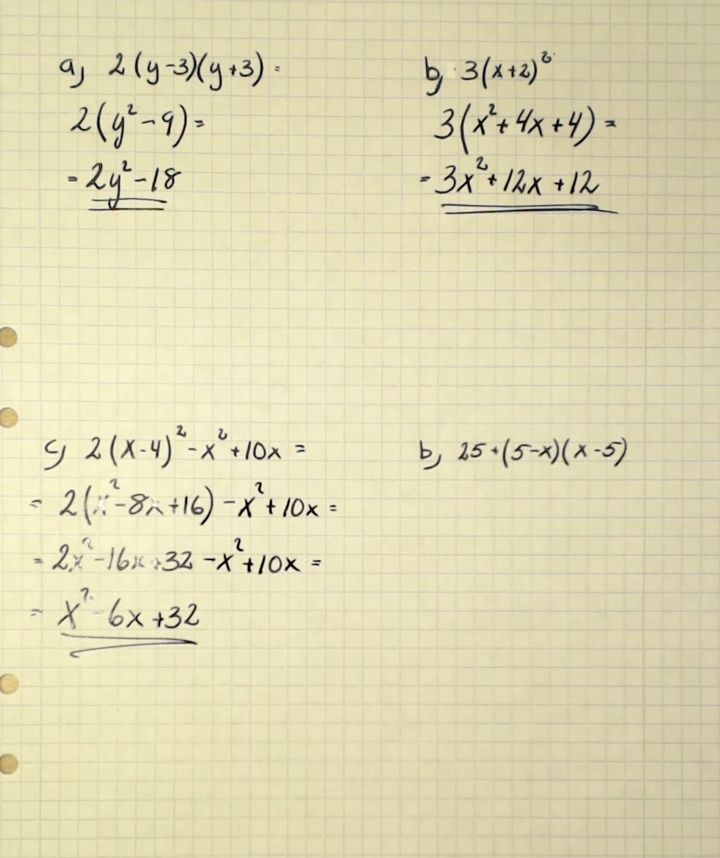 a) 2(y-3)(y+3) =
2(y²-9)=
= 2y²-18
b) 3(x+2)²
3(x²+4x+4) =
= 3x²+12x+12
c) 2(x-4)²-x²+10x =
= 2(x²-8x+16)-x²+10x =
= 2x²-16x+32-x²+10x =
= x²-6x+32
b) 25+(5-x)(x-5)